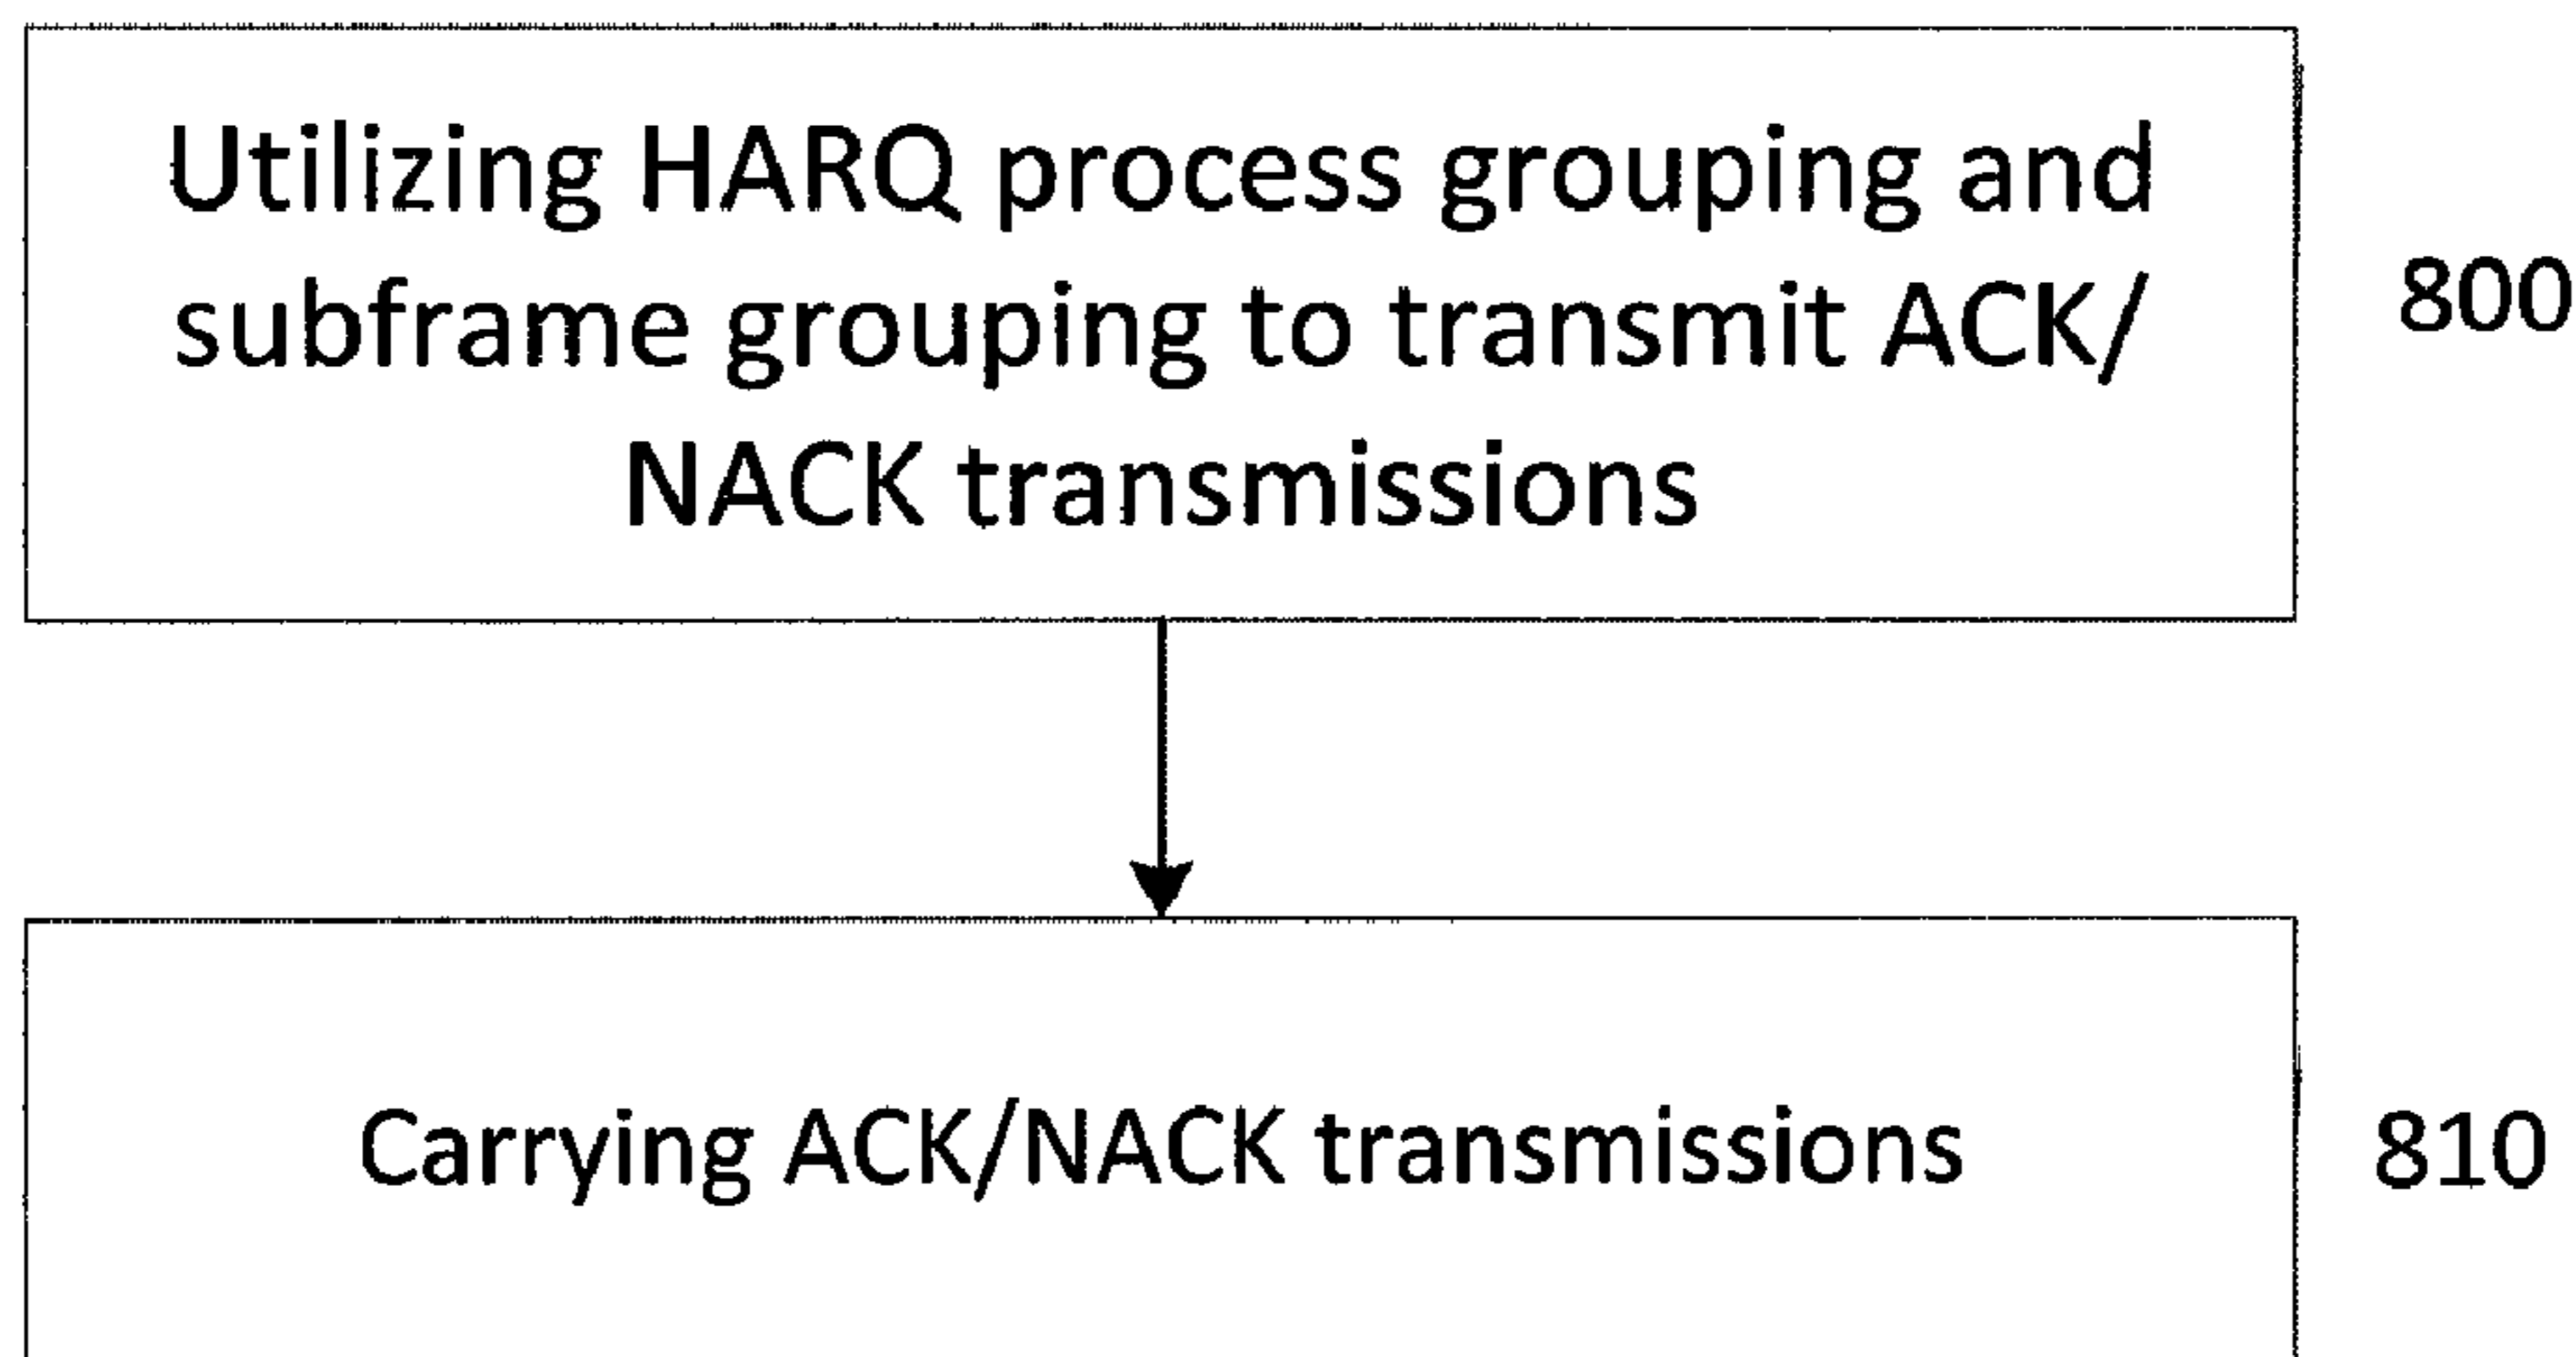 Utilizing HARQ process grouping and
subframe grouping to transmit ACK/
NACK transmissions
800
Carrying ACK/NACK transmissions
810